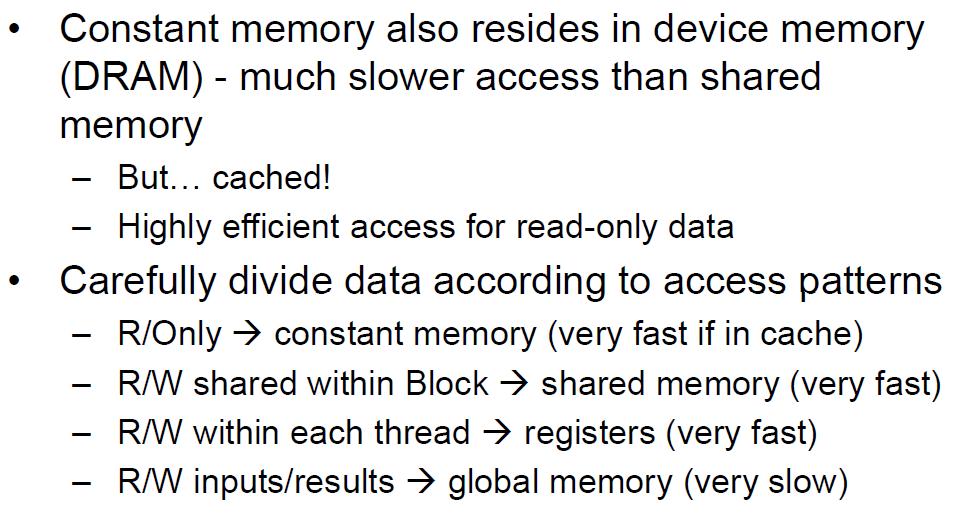 • Constant memory also resides in device memory
(DRAM) - much slower access than shared
memory
– But… cached!
– Highly efficient access for read-only data
• Carefully divide data according to access patterns
– R/Only → constant memory (very fast if in cache)
– R/W shared within Block → shared memory (very fast)
– R/W within each thread → registers (very fast)
– R/W inputs/results → global memory (very slow)